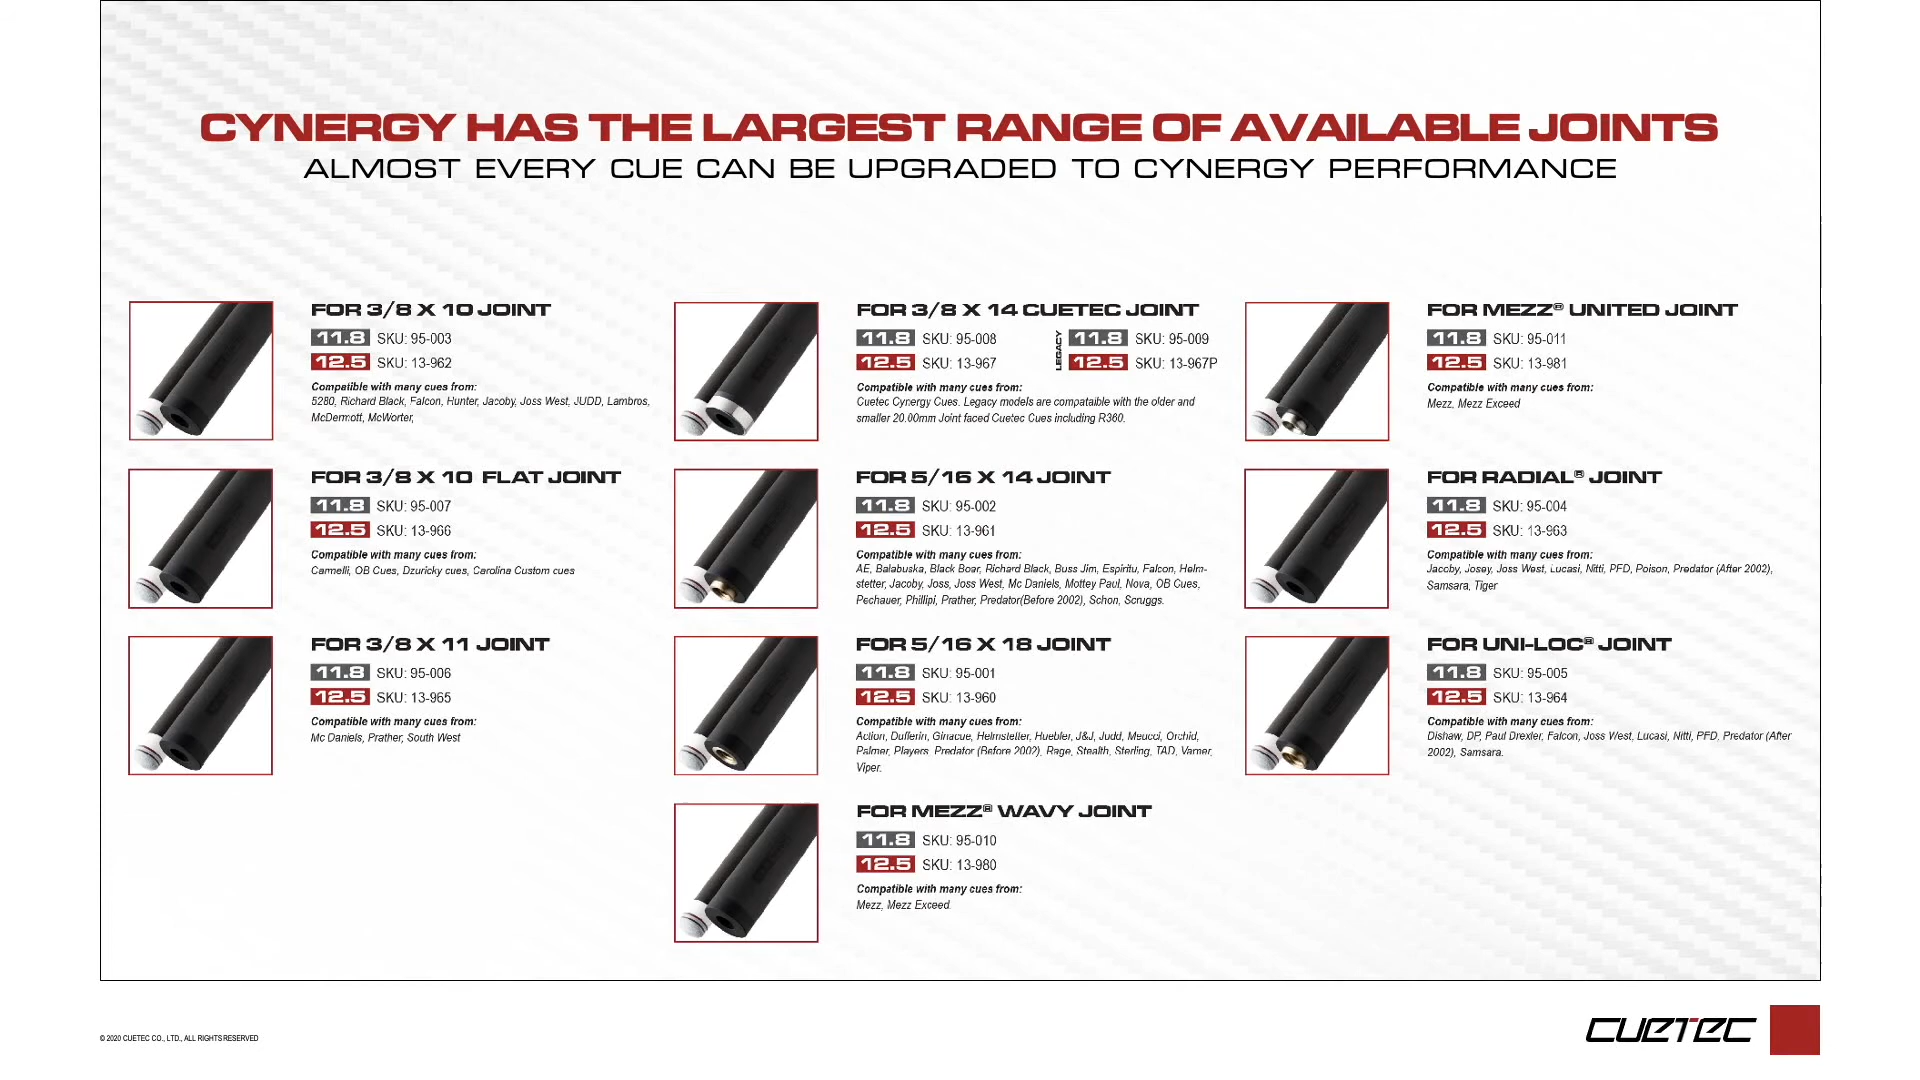 CYNERGY HAS THE LARGEST RANGE OF AVAILABLE JOINTS
ALMOST EVERY CUE CAN BE UPGRADED TO CYNERGY PERFORMANCE
FOR 3/8 X 10 JOINT
11.8 SKU: 95-003
12.5 SKU: 13-962
Compatible with many cues from:
5280, Richard Black, Falcon, Hunter, Jacoby, Joss West, JUDD, Lambros,
McDermott, McWorter,
FOR 3/8 X 10 FLAT JOINT
11.8 SKU: 95-007
12.5 SKU: 13-966
Compatible with many cues from:
Carmelli, OB Cues, Dzuricky cues, Carolina Custom cues
FOR 3/8 X 11 JOINT
11.8 SKU: 95-006
12.5 SKU: 13-965
Compatible with many cues from:
Mc Daniels, Prather, South West
FOR 3/8 X 14 CUETEC JOINT
11.8 SKU: 95-008
12.5 SKU: 13-967
LEGACY
11.8 SKU: 95-009
12.5 SKU: 13-967P
Compatible with many cues from:
Cuetec Cynergy Cues. Legacy models are compataible with the older and
smaller 20.00mm Joint faced Cuetec Cues including R360.
FOR 5/16 X 14 JOINT
11.8 SKU: 95-002
12.5 SKU: 13-961
Compatible with many cues from:
AE, Balabuska, Black Boar, Richard Black, Buss Jim, Espiritu, Falcon, Helm-
stetter, Jacoby, Joss, Joss West, Mc Daniels, Mottey Paul, Nova, OB Cues,
Pechauer, Phillipi, Prather, Predator(Before 2002), Schon, Scruggs.
FOR 5/16 X 18 JOINT
11.8 SKU: 95-001
12.5 SKU: 13-960
Compatible with many cues from:
Action, Dufferin, Ginacue, Helmstetter, Huebler, J&J, Judd, Meucci, Orchid,
Palmer, Players, Predator (Before 2002), Rage, Stealth, Sterling, TAD, Varner,
Viper.
FOR MEZZ® WAVY JOINT
11.8 SKU: 95-010
12.5 SKU: 13-980
Compatible with many cues from:
Mezz, Mezz Exceed
FOR MEZZ® UNITED JOINT
11.8 SKU: 95-011
12.5 SKU: 13-981
Compatible with many cues from:
Mezz, Mezz Exceed
FOR RADIAL® JOINT
11.8 SKU: 95-004
12.5 SKU: 13-963
Compatible with many cues from:
Jacoby, Josey, Joss West, Lucasi, Nitti, PFD, Poison, Predator (After 2002),
Samsara, Tiger
FOR UNI-LOC® JOINT
11.8 SKU: 95-005
12.5 SKU: 13-964
Compatible with many cues from:
Dishaw, DP, Paul Drexler, Falcon, Joss West, Lucasi, Nitti, PFD, Predator (After
2002), Samsara.
© 2020 CUETEC CO., LTD., ALL RIGHTS RESERVED
CUETEC